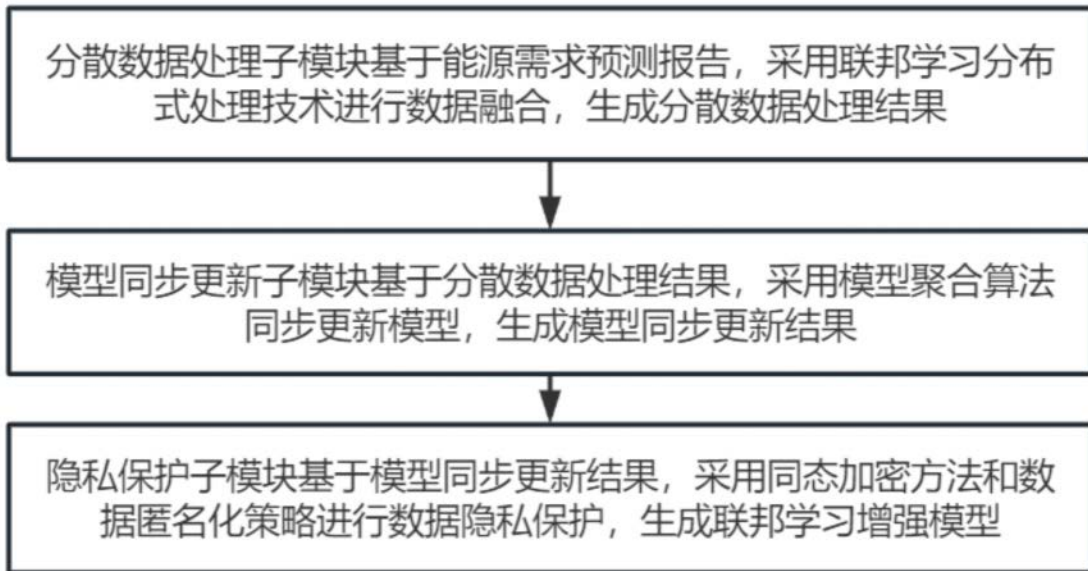 分散数据处理子模块基于能源需求预测报告，采用联邦学习分布
式处理技术进行数据融合，生成分散数据处理结果
模型同步更新子模块基于分散数据处理结果，采用模型聚合算法
同步更新模型，生成模型同步更新结果
隐私保护子模块基于模型同步更新结果，采用同态加密方法和数
据匿名化策略进行数据隐私保护，生成联邦学习增强模型